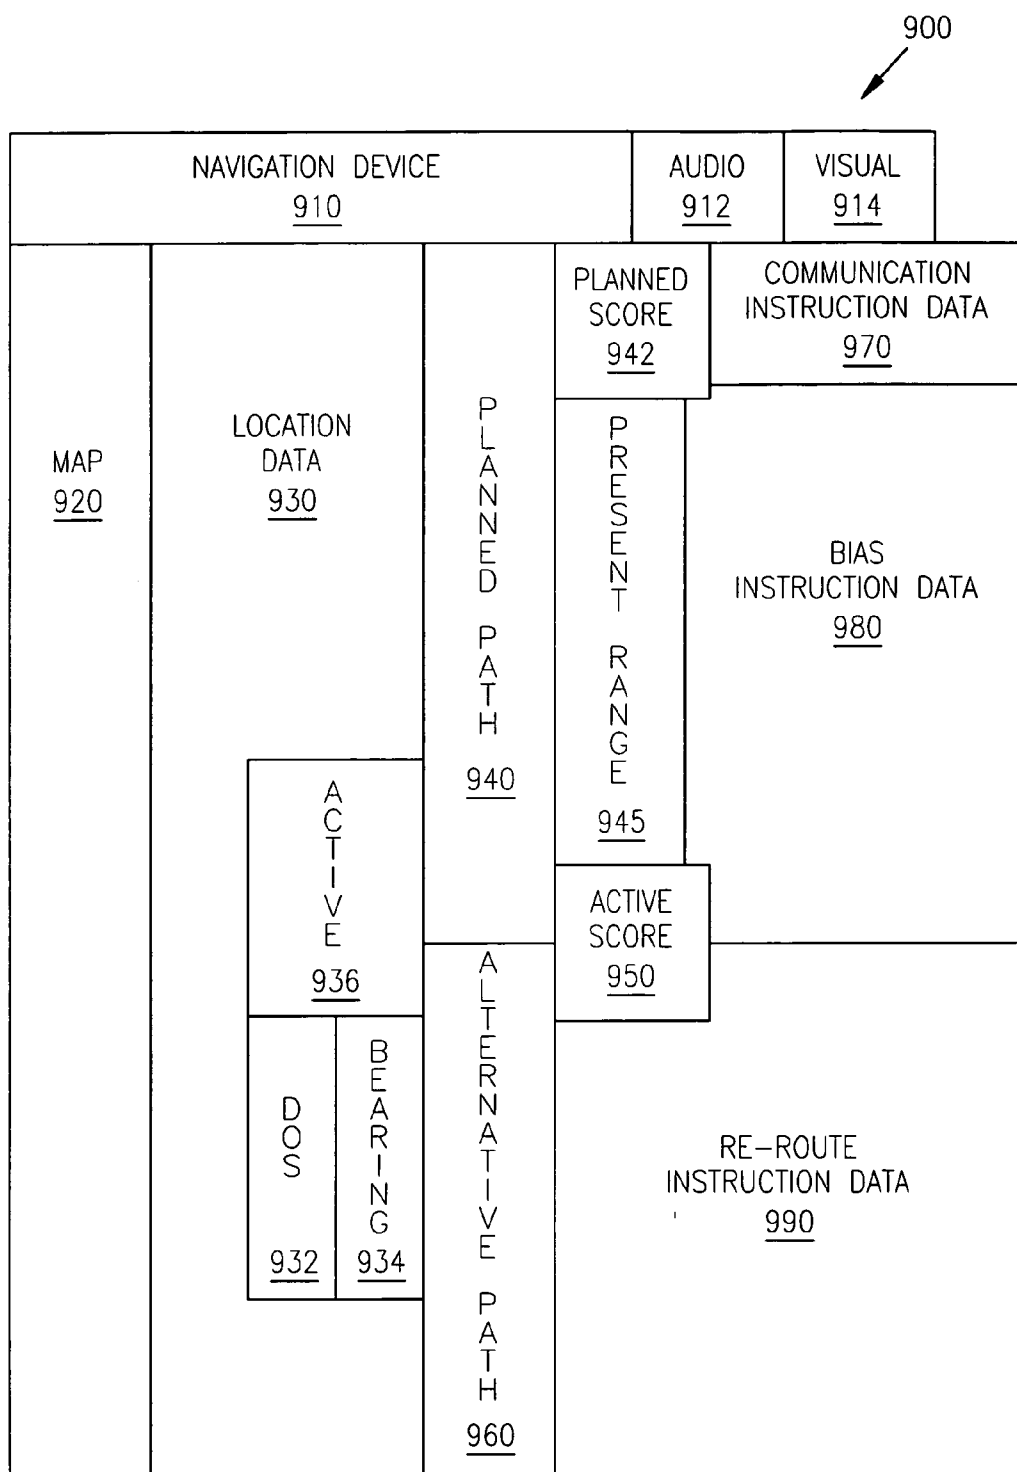 900
NAVIGATION DEVICE
910
AUDIO
912
VISUAL
914
MAP
920
LOCATION
DATA
930
ACTIVE
936
DOS
932
BEARING
934
PLANNED PATH
940
PLANNED
SCORE
942
PRESENT RANGE
945
ACTIVE
SCORE
950
ALTERNATIVE PATH
960
COMMUNICATION
INSTRUCTION DATA
970
BIAS
INSTRUCTION DATA
980
RE-ROUTE
INSTRUCTION DATA
990